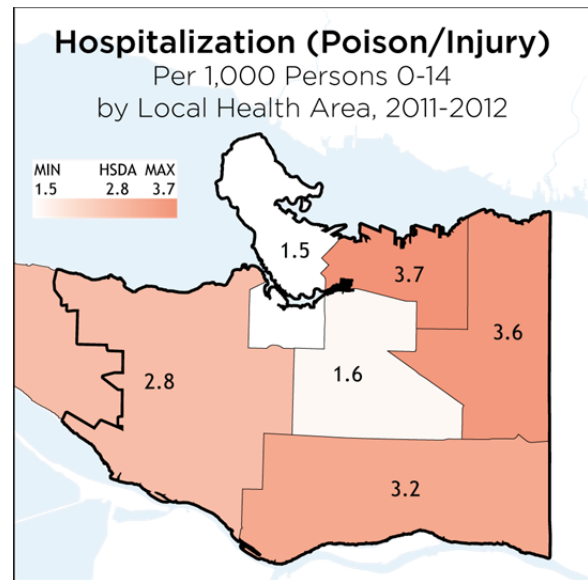 Hospitalization (Poison/Injury)
Per 1,000 Persons 0-14
by Local Health Area, 2011-2012
MIN HSDA MAX
1.5 2.8 3.7
1.5
3.7
3.6
2.8
1.6
3.2